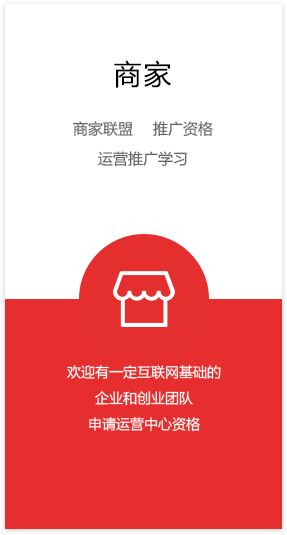 商家
商家联盟 推广资格
运营推广学习
欢迎有一定互联网基础的
企业和创业团队
申请运营中心资格